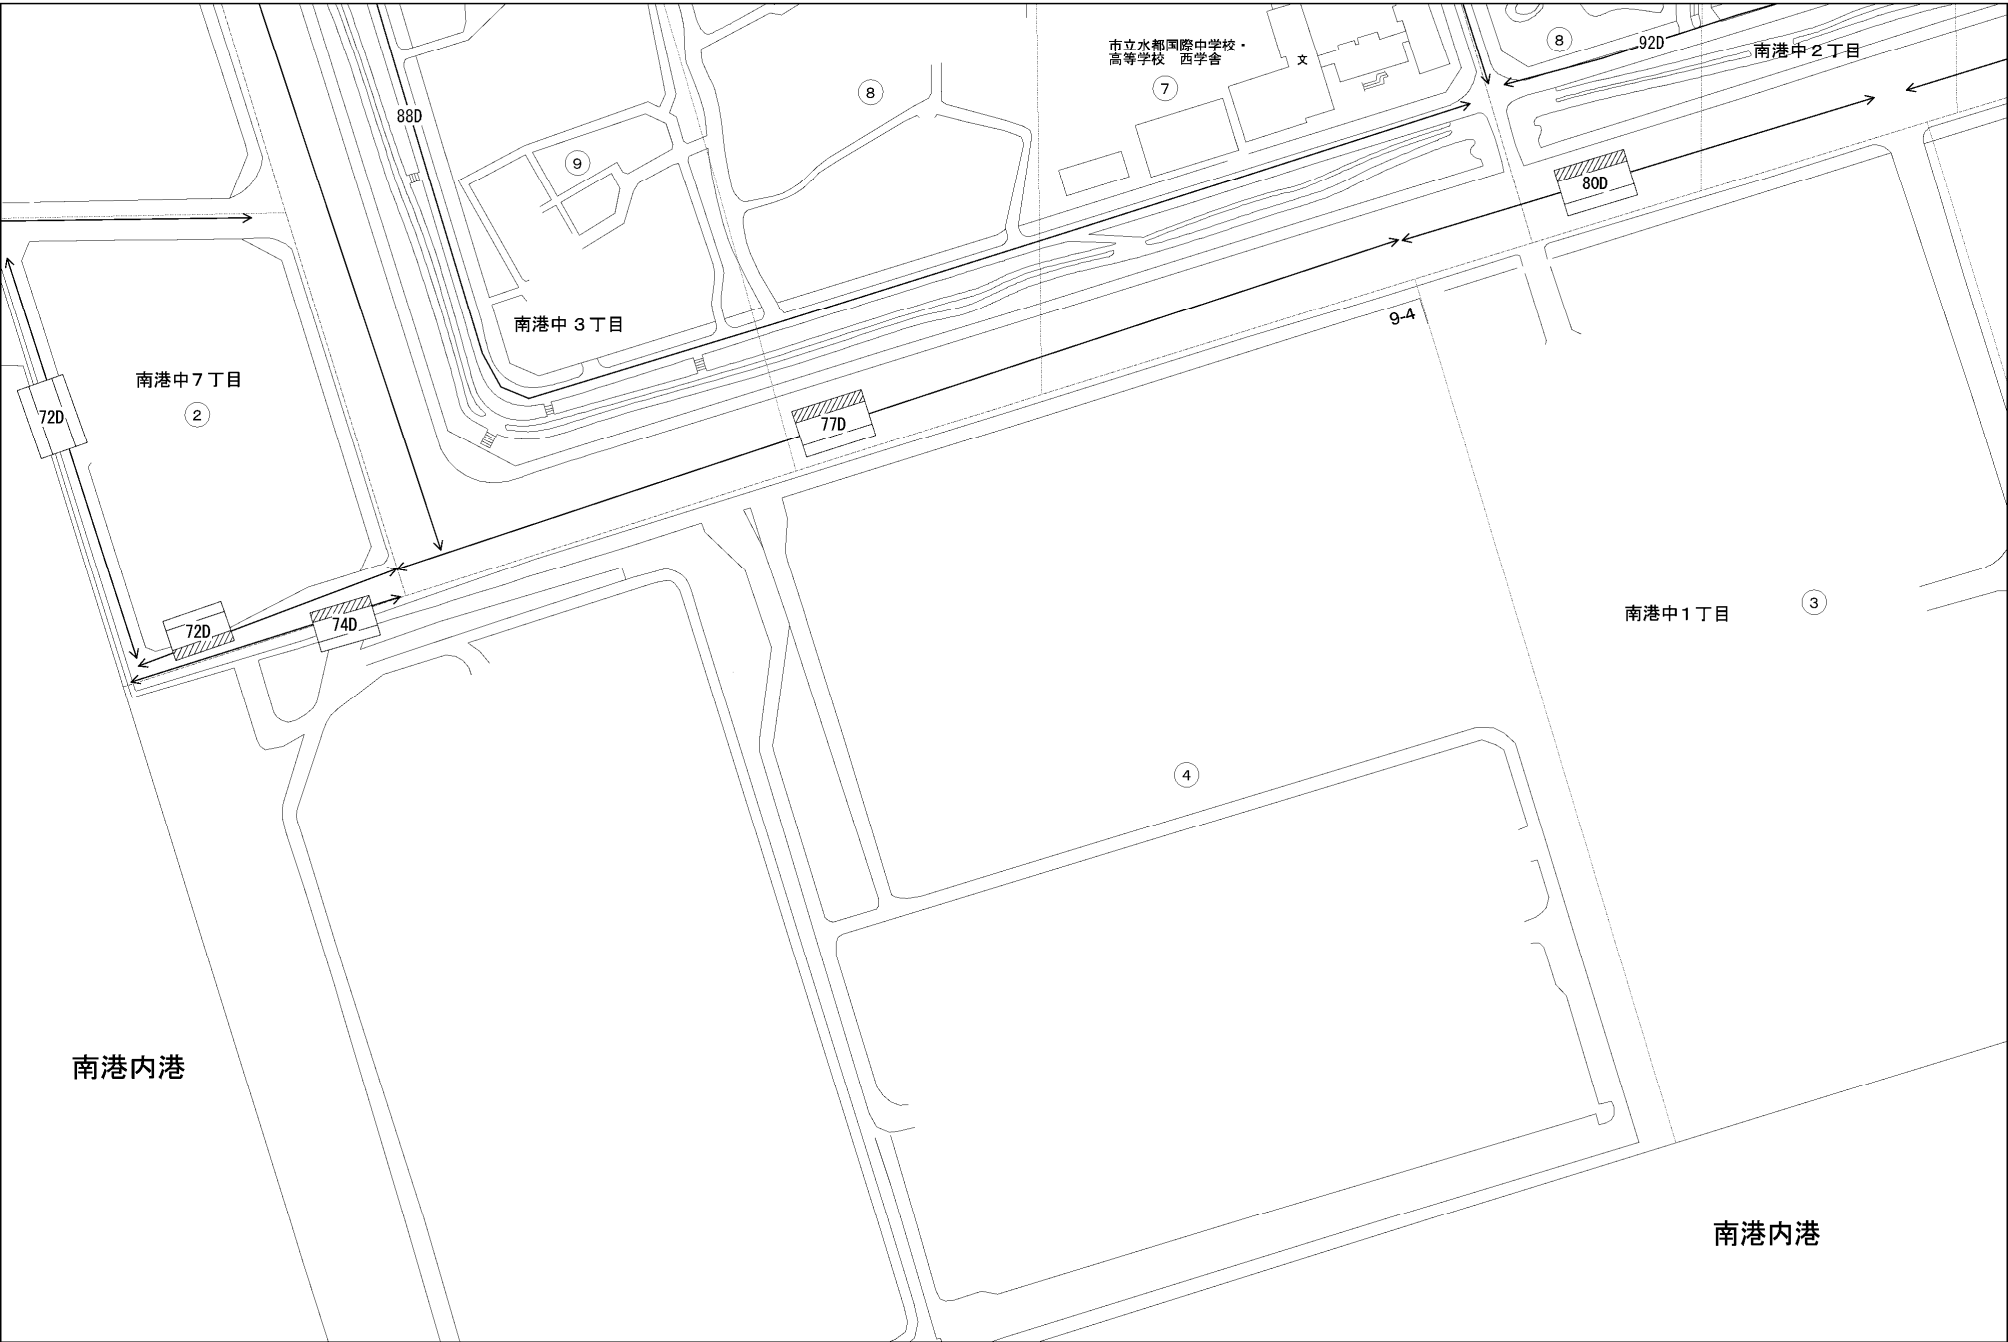 市立水都国際中学校・
高等学校　西学舎
文
7
8
8
92D
南港中２丁目
88D
9
80D
南港中３丁目
9-4
南港中７丁目
2
72D
77D
72D
74D
南港中１丁目
3
4
南港内港
南港内港